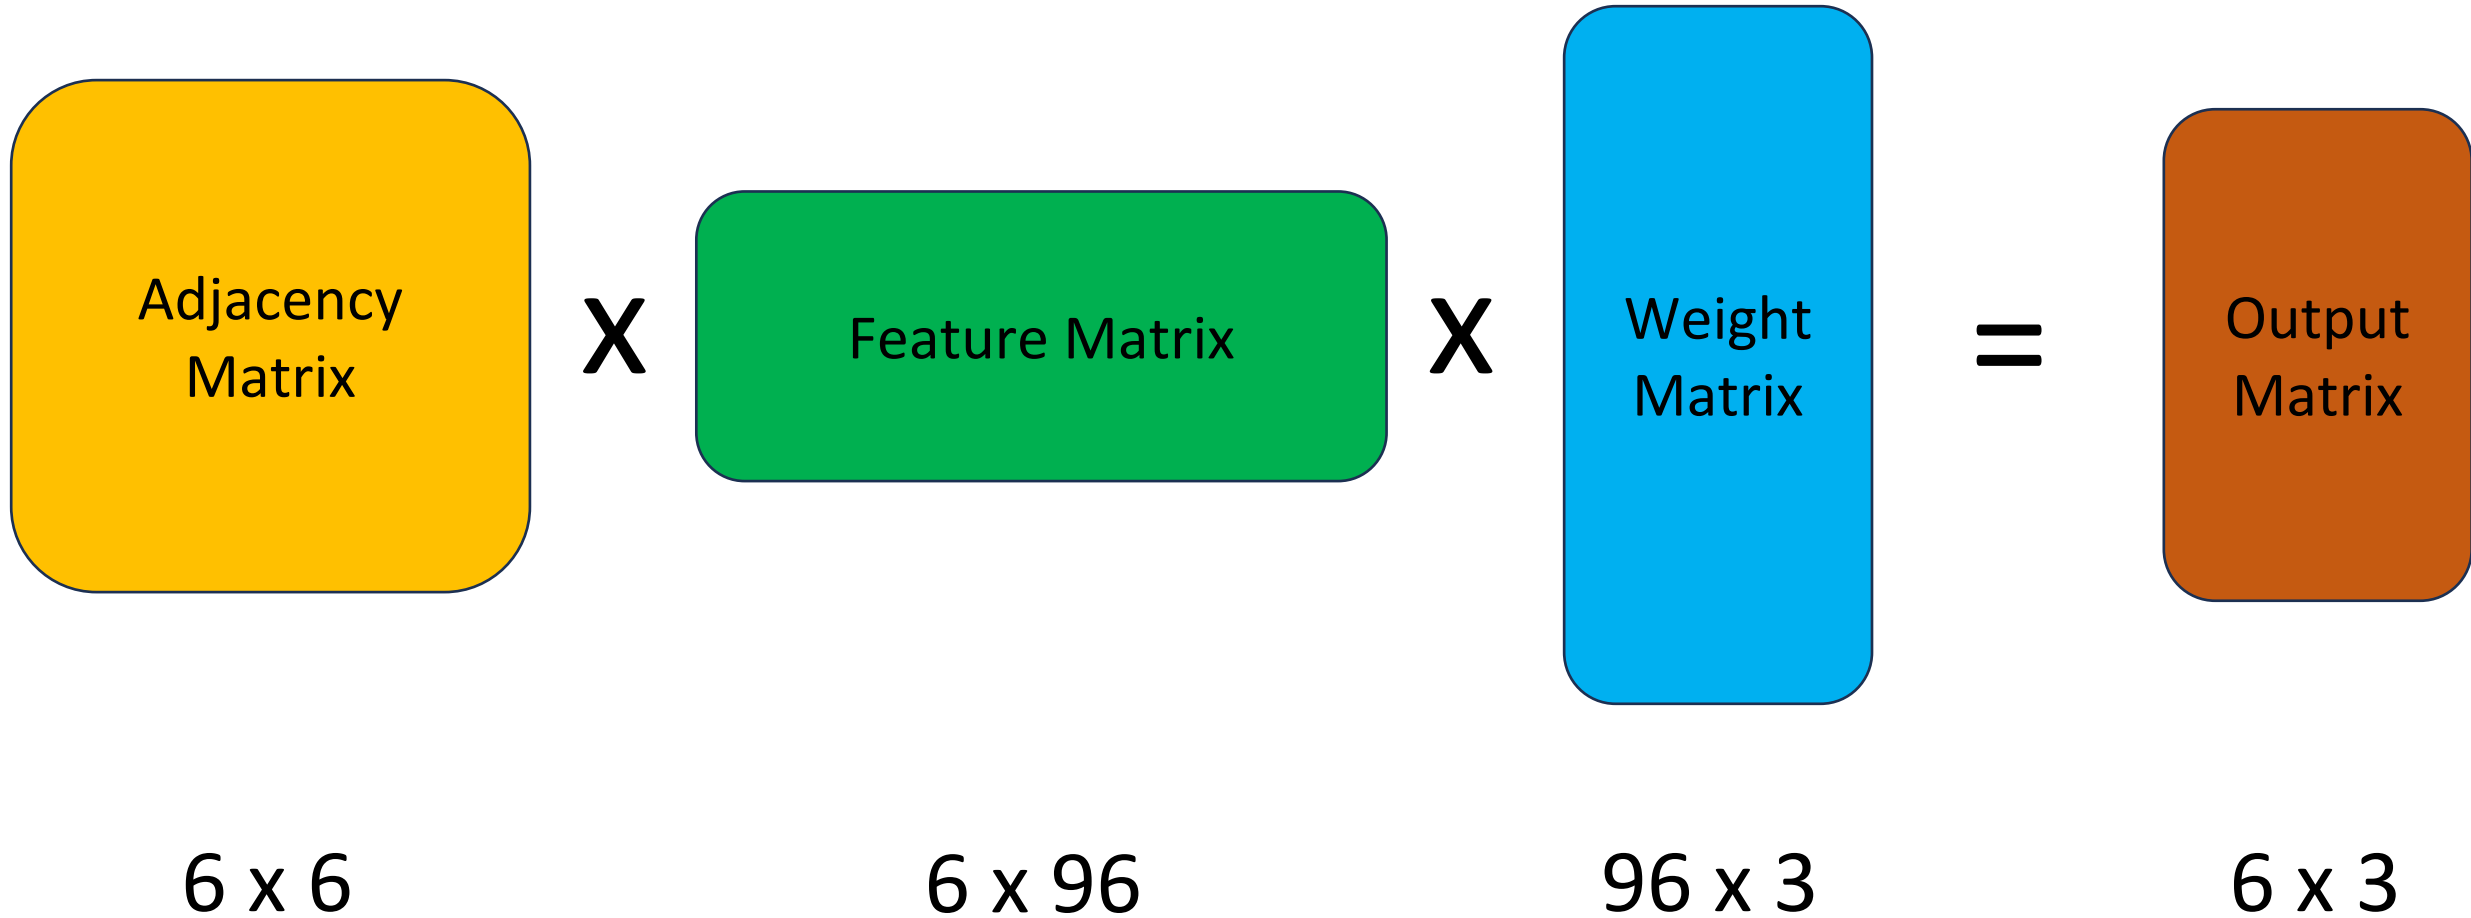 Adjacency
Matrix
X
Feature Matrix
X
Weight
Matrix
=
Output
Matrix
6 x 6
6 x 96
96 x 3
6 x 3